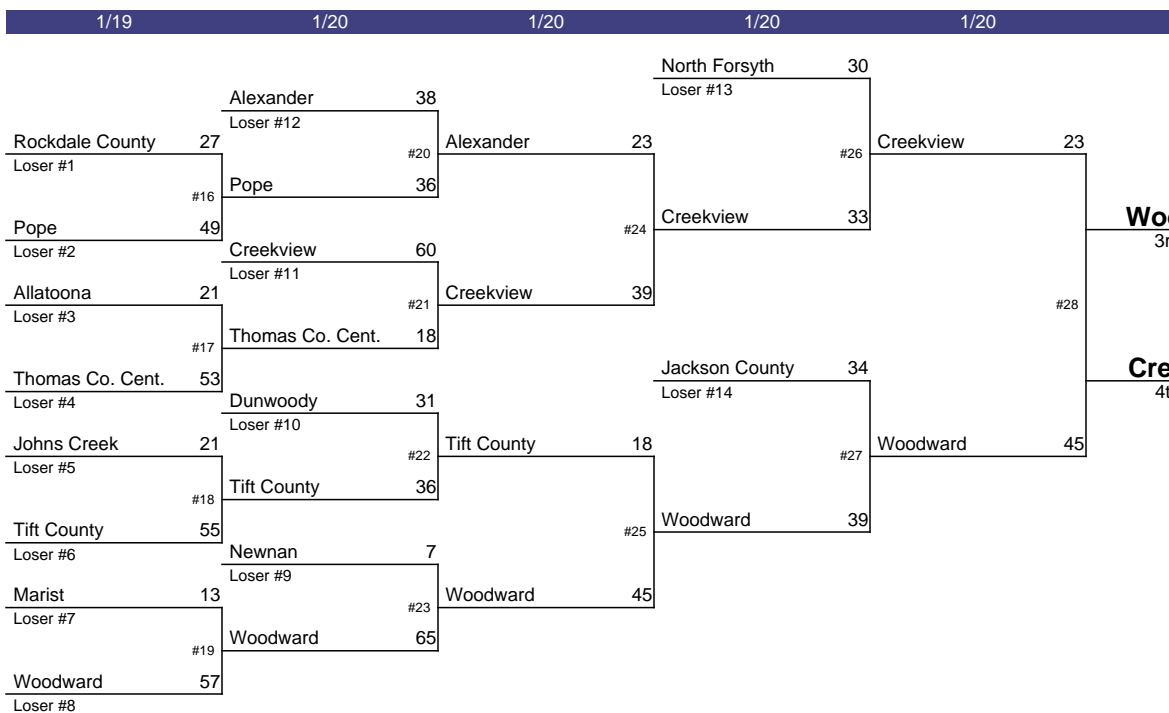 1/19 1/20 1/20 1/20 1/20
North Forsyth 30
Loser #13
Alexander 38
Loser #12
Rockdale County 27
Loser #1
#20
Alexander 23
#26
Creekview 23
#16
Pope 36
Pope 49
Loser #2
Creekview 33
#24
Woo
3r
Creekview 60
Loser #11
Allatoona 21
Loser #3
#21
Creekview 39
#28
#17
Thomas Co. Cent. 18
Thomas Co. Cent. 53
Loser #4
Jackson County 34
Loser #14
Cre
4t
Dunwoody 31
Loser #10
Johns Creek 21
Loser #5
#22
Tift County 18
#27
Woodward 45
#18
Tift County 36
Tift County 55
Loser #6
Woodward 39
#25
Newnan 7
Loser #9
Marist 13
Loser #7
#23
Woodward 45
#19
Woodward 65
Woodward 57
Loser #8